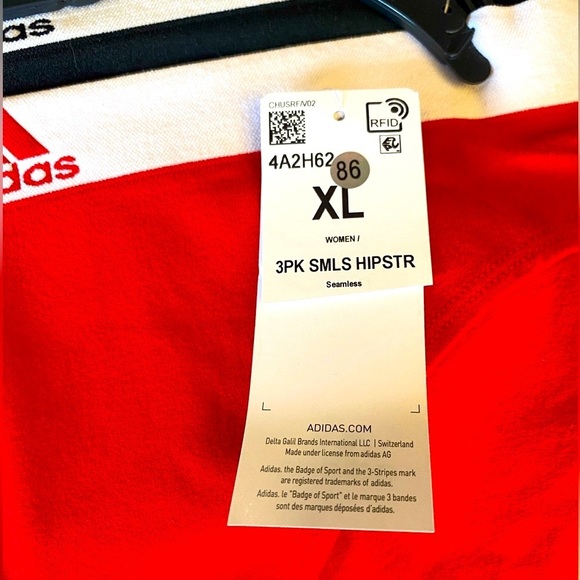 das
das
CHUSRF/V02
RFID
4A2H62
86
XL
WOMEN /
3PK SMLS HIPSTR
Seamless
ADIDAS.COM
Delta Galil Brands International LLC | Switzerland
Made under license from adidas AG
Adidas. the Badge of Sport and the 3-Stripes mark
are registered trademarks of adidas.
Adidas. le "Badge of Sport" et le marque 3 bandes
sont des marques déposées d'adidas.